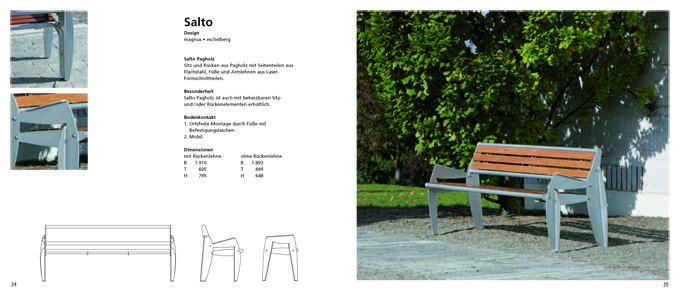 Salto
Design
magnus • eschelberg
Salto Pagholz
Sitz und Rücken aus Pagholz mit Seitenteilen aus
Flachstahl, Füße und Armlehnen aus Laser-
Formschnittteilen.
Besonderheit
Salto Pagholz ist auch mit beheizbaren Sitz-
und/oder Rückenelementen erhältlich.
Bodenkontakt
1. Ortsfeste Montage durch Füße mit
Befestigungslaschen.
2. Mobil.
Dimensionen
mit Rückenlehne ohne Rückenlehne
B 1.910 B 1.893
T 605 T 499
H 795 H 648
34
35